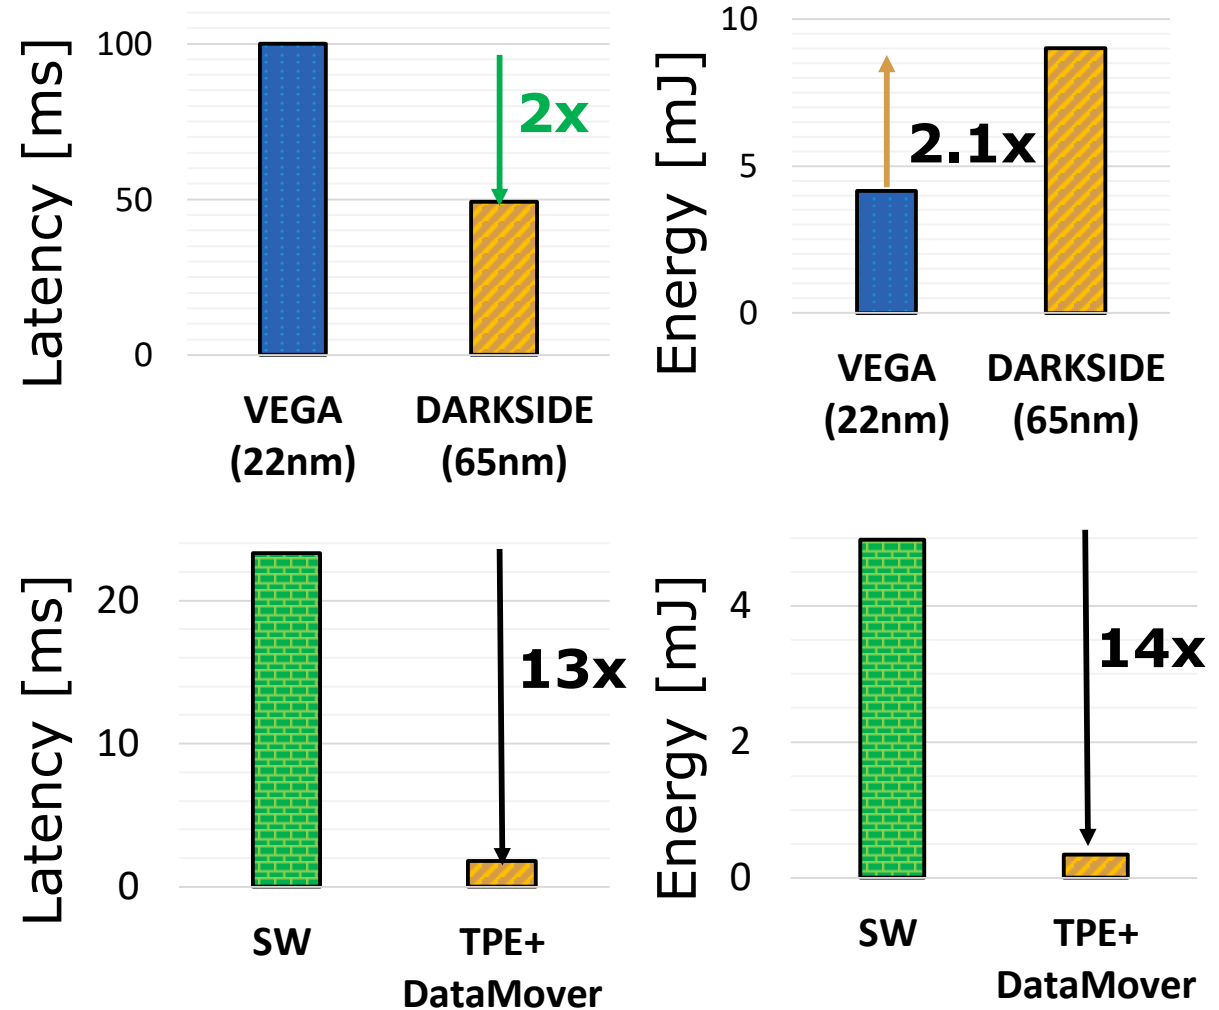 Latency [ms]
100
50
0
2x
VEGA
(22nm)
DARKSIDE
(65nm)
Energy [mJ]
10
5
0
2.1x
VEGA
(22nm)
DARKSIDE
(65nm)
Latency [ms]
20
10
0
13x
SW
TPE+
DataMover
Energy [mJ]
4
2
0
14x
SW
TPE+
DataMover